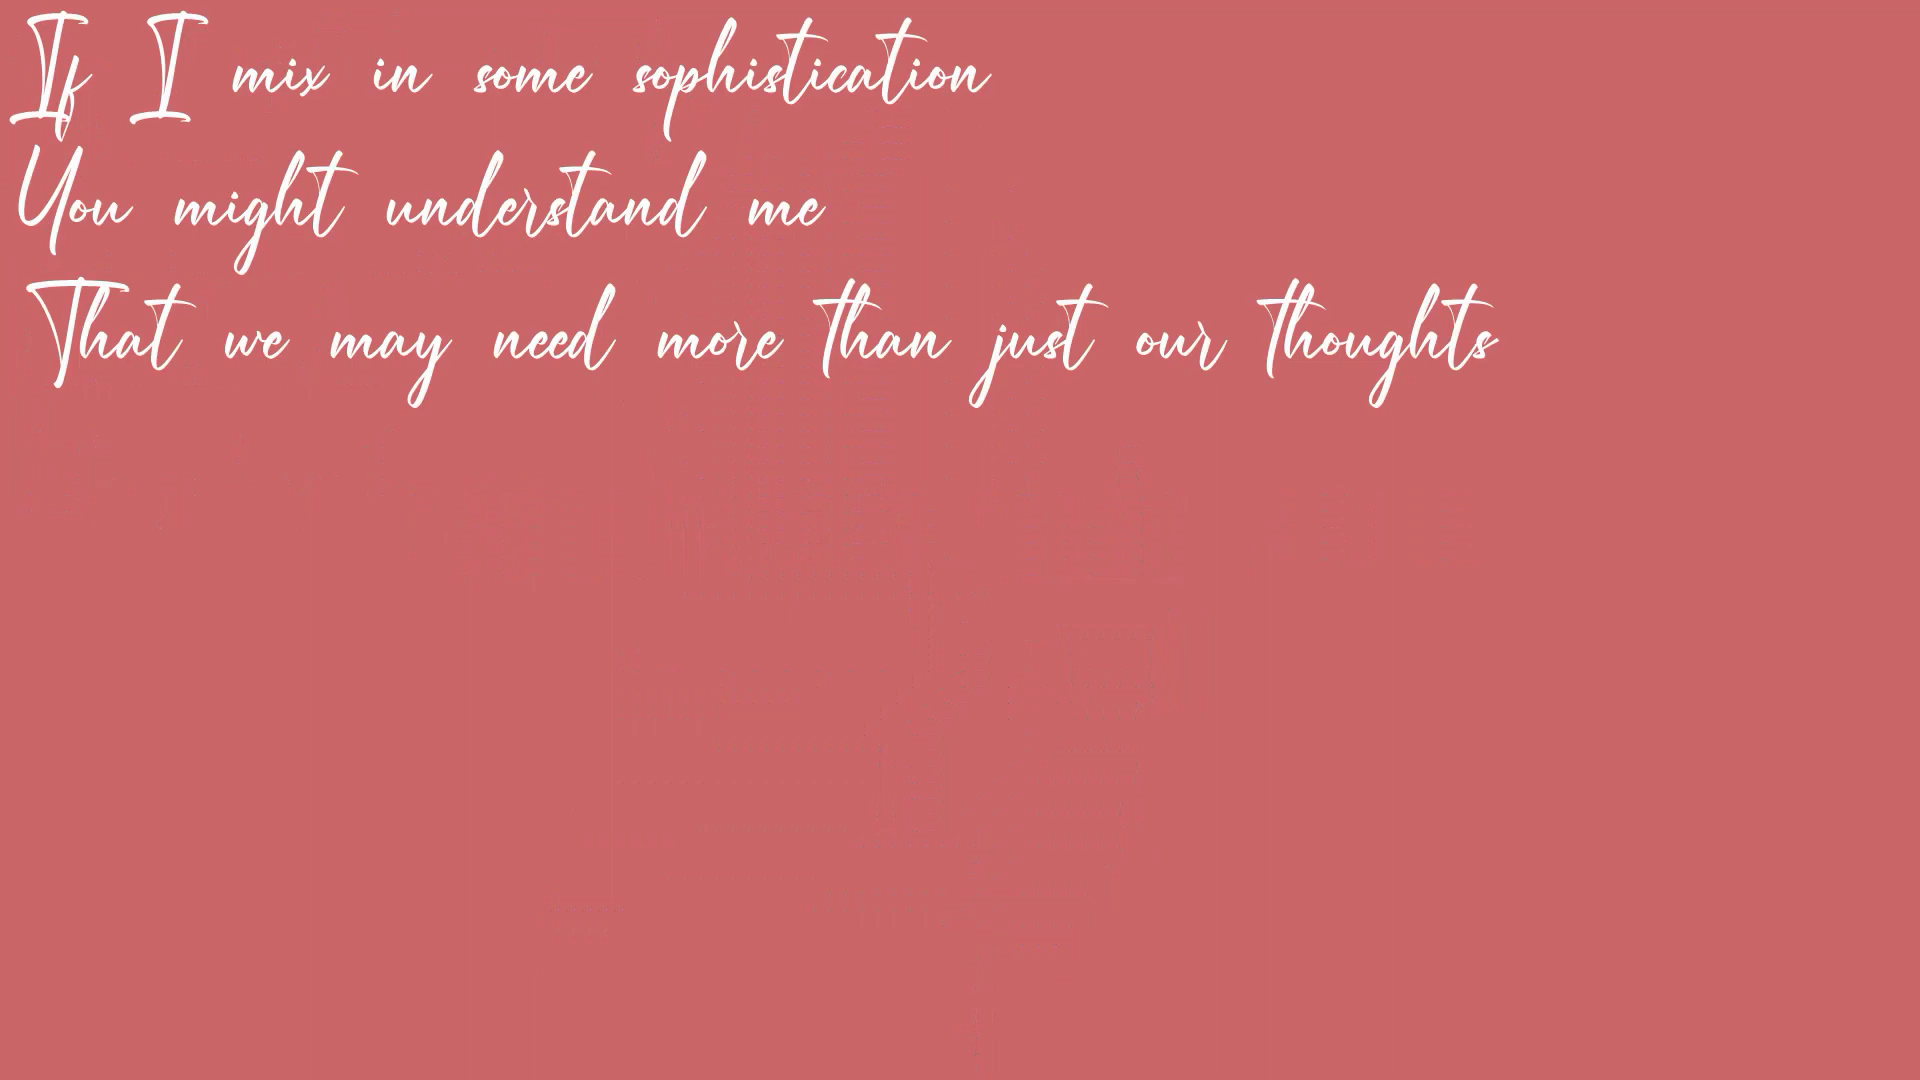 If I mix in some sophistication
You might understand me
That we may need more than just our thoughts